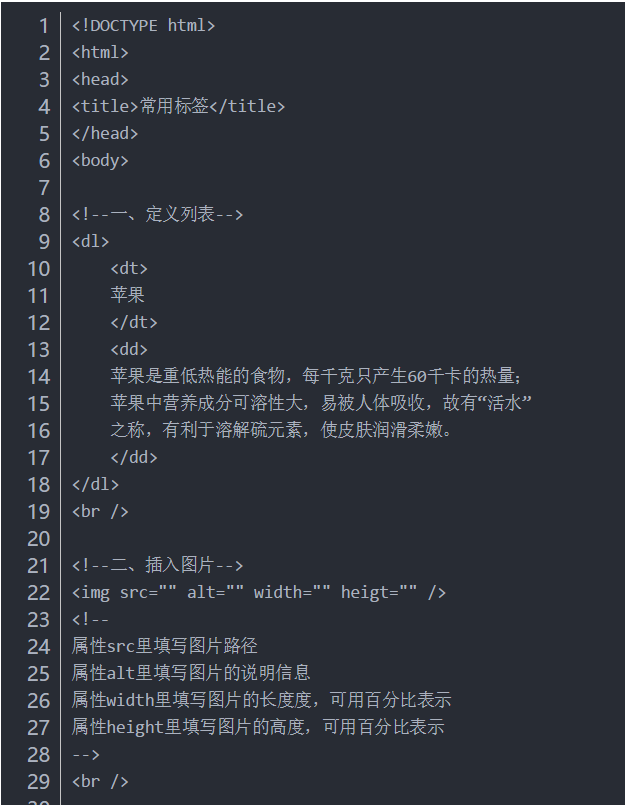 1 <!DOCTYPE html>
2 <html>
3 <head>
4 <title>常用标签</title>
5 </head>
6 <body>
7
8 <!--一、定义列表-->
9 <dl>
10 <dt>
11 苹果
12 </dt>
13 <dd>
14 苹果是重低热能的食物，每千克只产生60千卡的热量；
15 苹果中营养成分可溶性大，易被人体吸收，故有“活水”
16 之称，有利于溶解硫元素，使皮肤润滑柔嫩。
17 </dd>
18 </dl>
19 <br />
20
21 <!--二、插入图片-->
22 <img src="" alt="" width="" heigt="" />
23 <!--
24 属性src里填写图片路径
25 属性alt里填写图片的说明信息
26 属性width里填写图片的长度度，可用百分比表示
27 属性height里填写图片的高度，可用百分比表示
28 -->
29 <br />